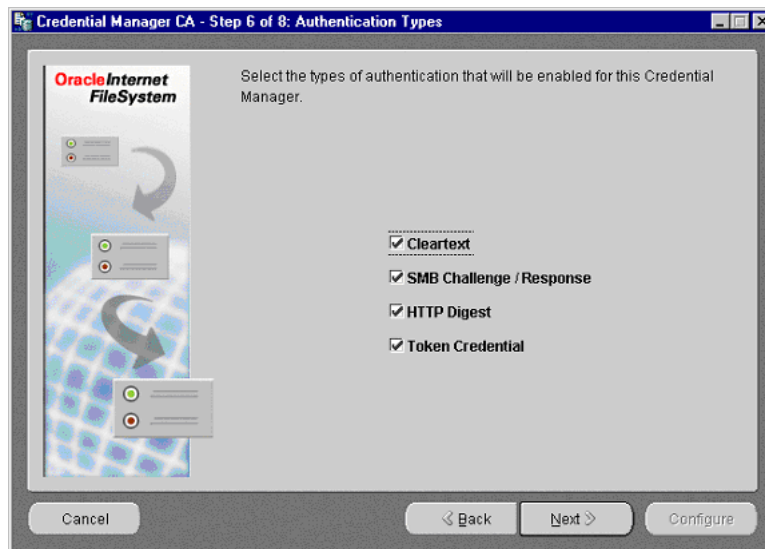 Credential Manager CA - Step 6 of 8: Authentication Types
OracleInternet
FileSystem
Select the types of authentication that will be enabled for this Credential
Manager.
Cleartext
SMB Challenge / Response
HTTP Digest
Token Credential
Cancel
Back
Next
Configure